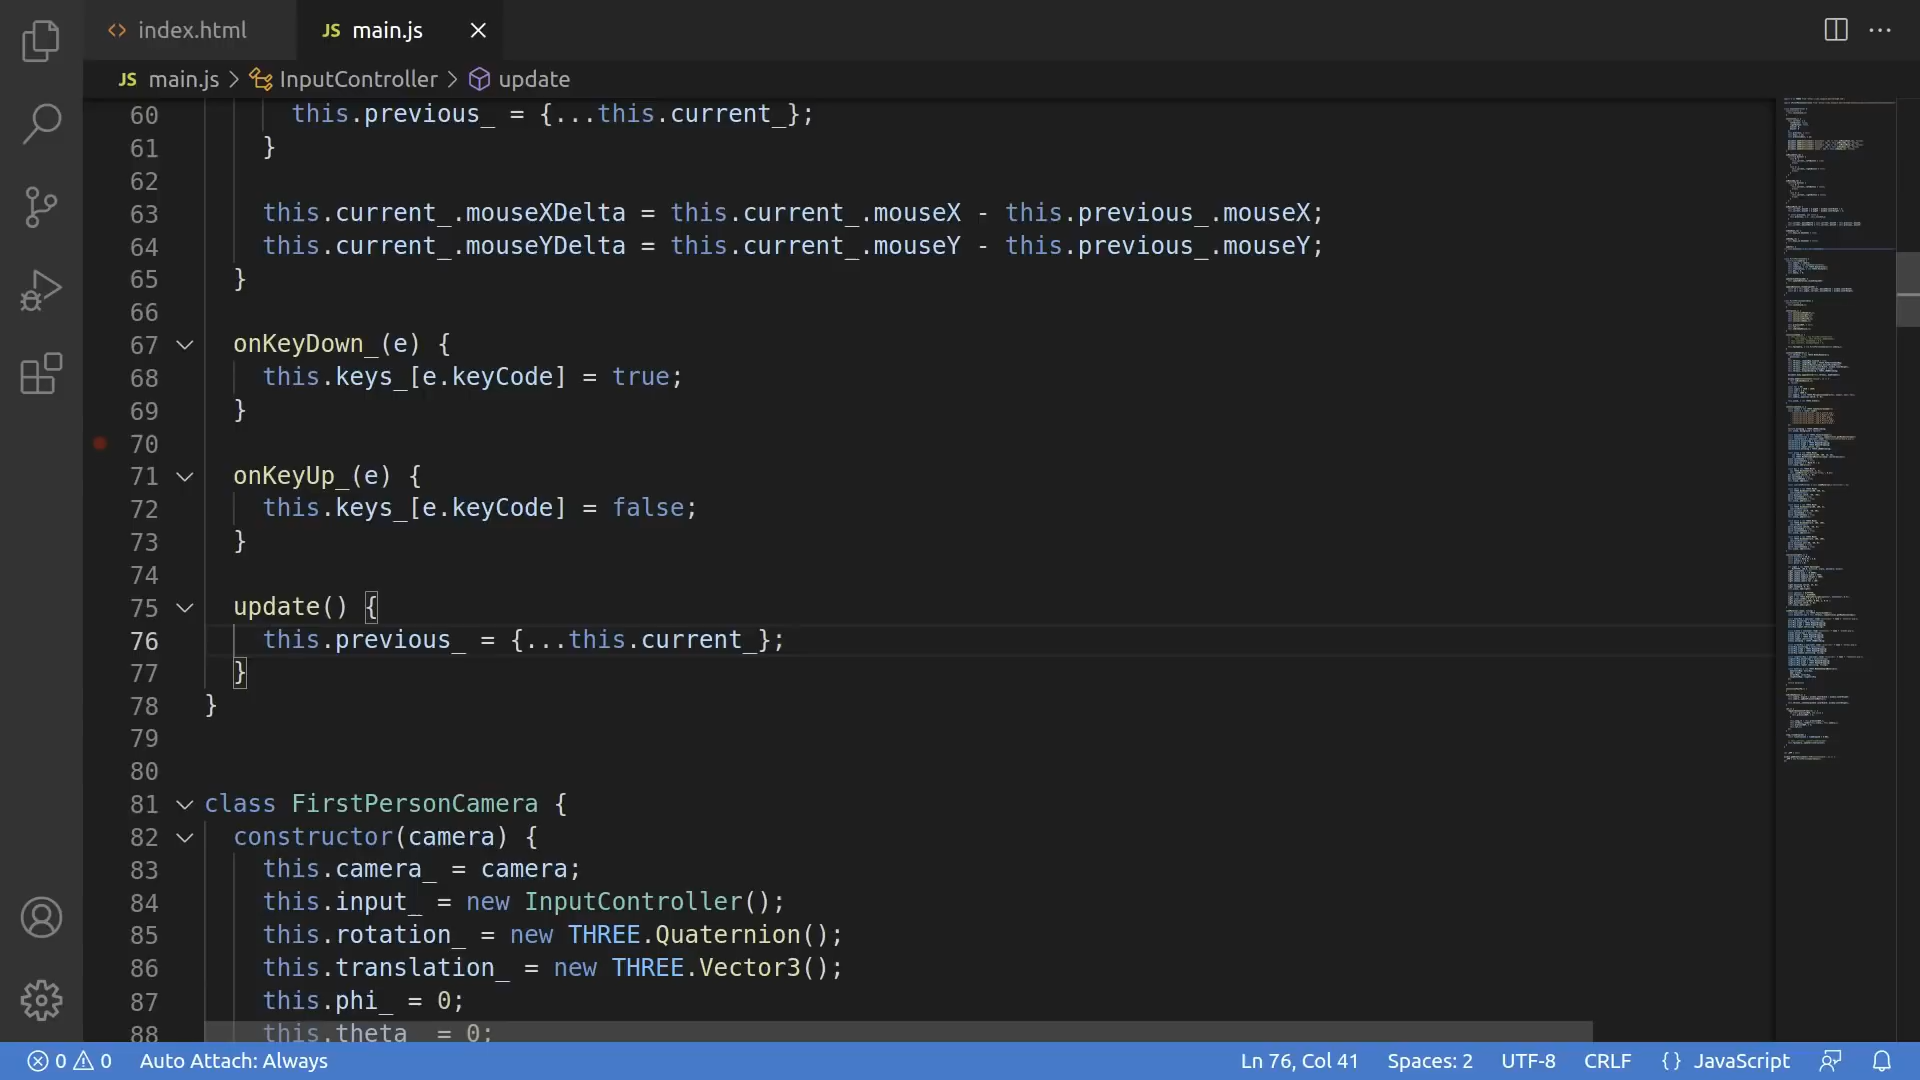 index.html
JS main.js
JS main.js > InputController > update
60 this.previous_ = {...this.current_};
61 }
62
63 this.current_.mouseXDelta = this.current_.mouseX - this.previous_.mouseX;
64 this.current_.mouseYDelta = this.current_.mouseY - this.previous_.mouseY;
65 }
66
67 onKeyDown_(e) {
68 this.keys_[e.keyCode] = true;
69 }
70
71 onKeyUp_(e) {
72 this.keys_[e.keyCode] = false;
73 }
74
75 update() {
76 this.previous_ = {...this.current_};
77 }
78 }
79
80
81 class FirstPersonCamera {
82 constructor(camera) {
83 this.camera_ = camera;
84 this.input_ = new InputController();
85 this.rotation_ = new THREE.Quaternion();
86 this.translation_ = new THREE.Vector3();
87 this.phi_ = 0;
88 this.theta_ = 0;
0 0 Auto Attach: Always Ln 76, Col 41 Spaces: 2 UTF-8 CRLF {} JavaScript